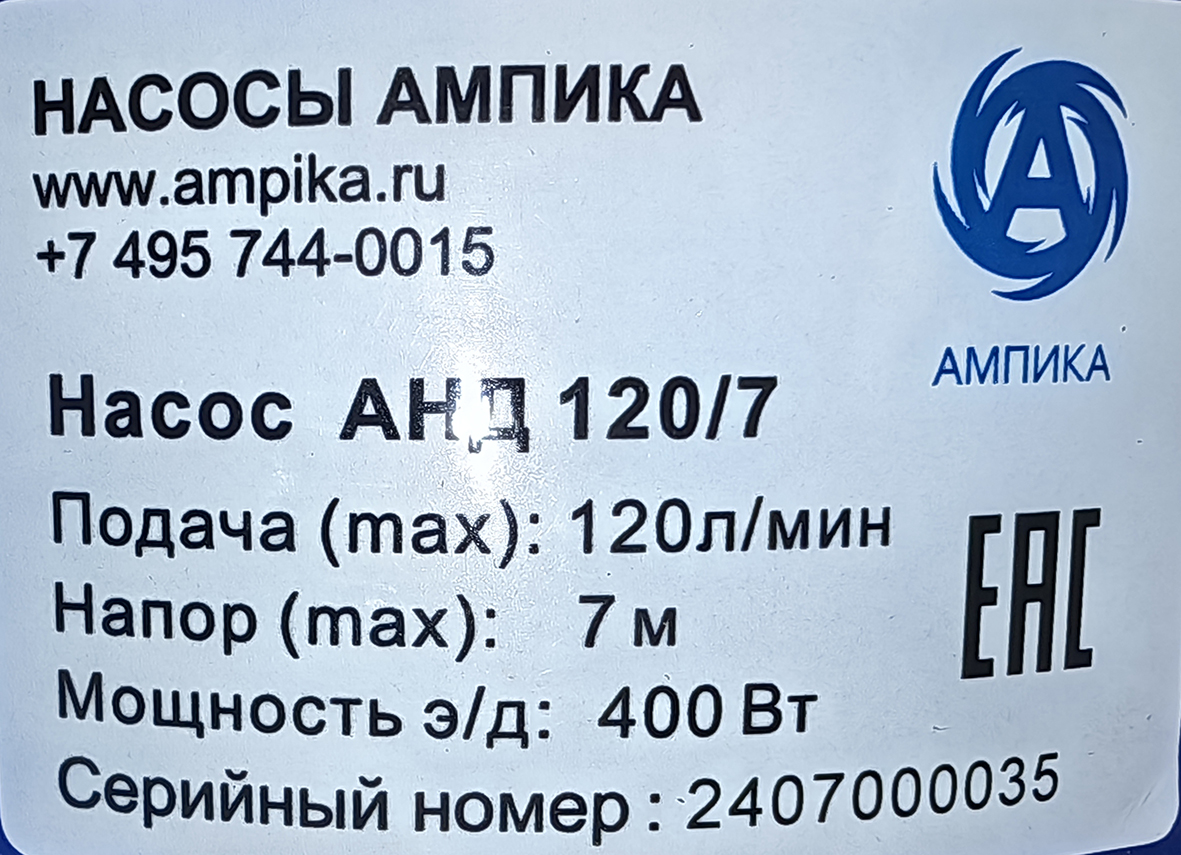 НАСОСЫ АМПИКА
www.ampika.ru
+7 495 744-0015
АМПИКА
Насос АНД 120/7
Подача (max): 120л/мин
Напор (max): 7 м
Мощность э/д: 400 Вт
Серийный номер : 2407000035
EAC